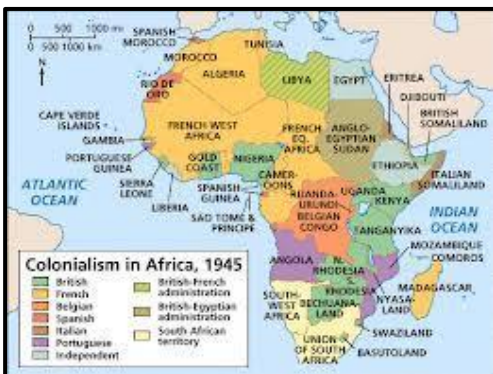 0 500 1000 mi
0 500 1000 km
N
SPANISH
MOROCCO
MOROCCO
TUNISIA
ALGERIA
LIBYA
EGYPT
RIO DE
ORO
ERITREA
DJIBOUTI
BRITISH
SOMALILAND
CAPE VERDE
ISLANDS
FRENCH WEST
AFRICA
FRENCH
EQ.
AFRICA
ANGLO-
EGYPTIAN
SUDAN
GAMBIA
PORTUGUESE
GUINEA
GOLD
COAST
NIGERIA
ETHIOPIA
CAMER-
OONS
ATLANTIC
OCEAN
SIERRA
LEONE
LIBERIA
SPANISH
GUINEA
SAO TOMÉ &
PRINCIPE
ITALIAN
SOMALILAND
UGANDA
KENYA
RUANDA-
URUNDI
BELGIAN
CONGO
INDIAN
OCEAN
TANGANYIKA
MOZAMBIQUE
COMOROS
ANGOLA
N.
RHODESIA
RHODESIA
MADAGASCAR
NYASA-
LAND
SOUTH-
WEST
AFRICA
BECHUANA-
LAND
SWAZILAND
UNION OF
SOUTH AFRICA
BASUTOLAND
Colonialism in Africa, 1945
British
French
Belgian
Spanish
Italian
Portuguese
Independent
British-French
administration
British-Egyptian
administration
South African
territory